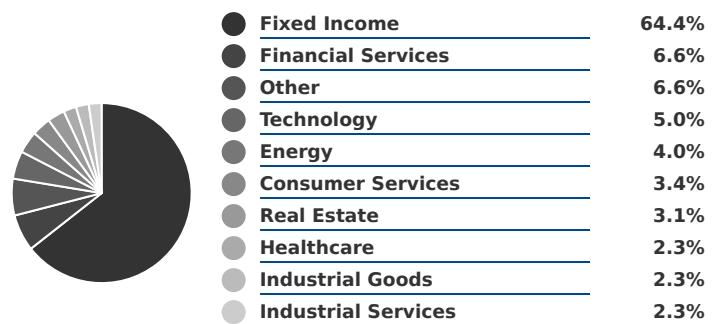 Fixed Income 64.4%
Financial Services 6.6%
Other 6.6%
Technology 5.0%
Energy 4.0%
Consumer Services 3.4%
Real Estate 3.1%
Healthcare 2.3%
Industrial Goods 2.3%
Industrial Services 2.3%